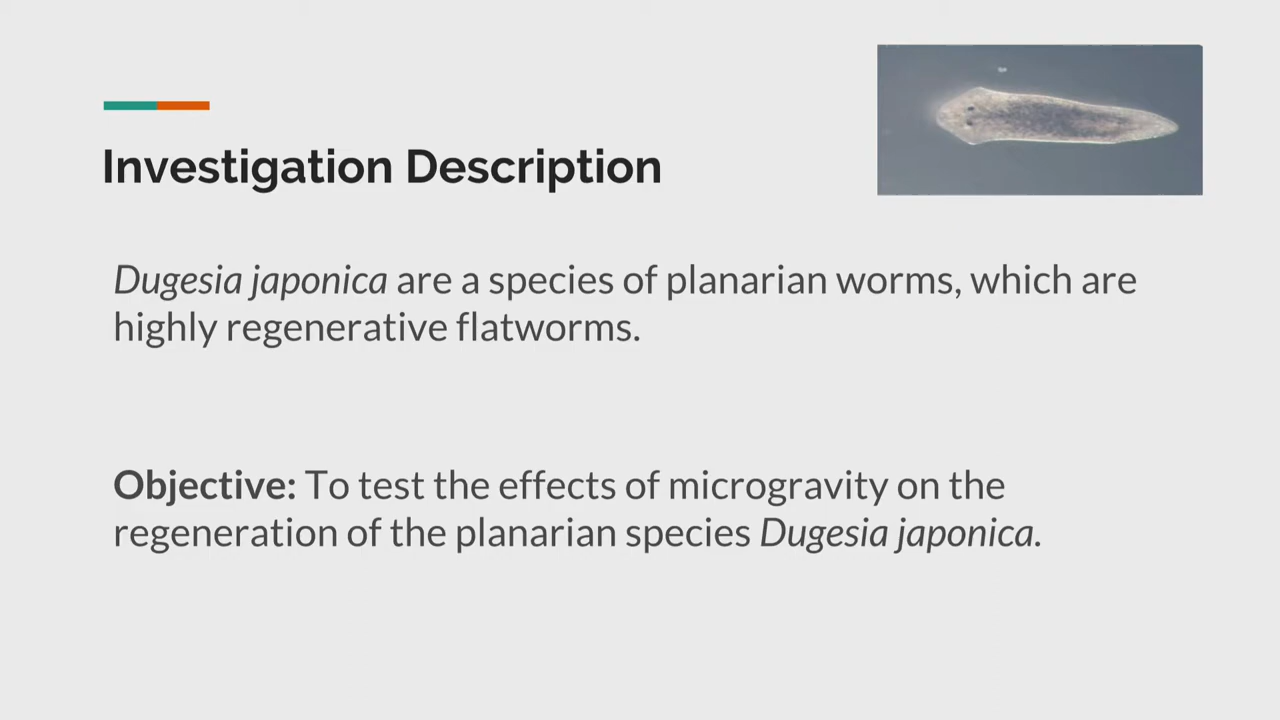 Investigation Description
Dugesia japonica are a species of planarian worms, which are
highly regenerative flatworms.
Objective: To test the effects of microgravity on the
regeneration of the planarian species Dugesia japonica.